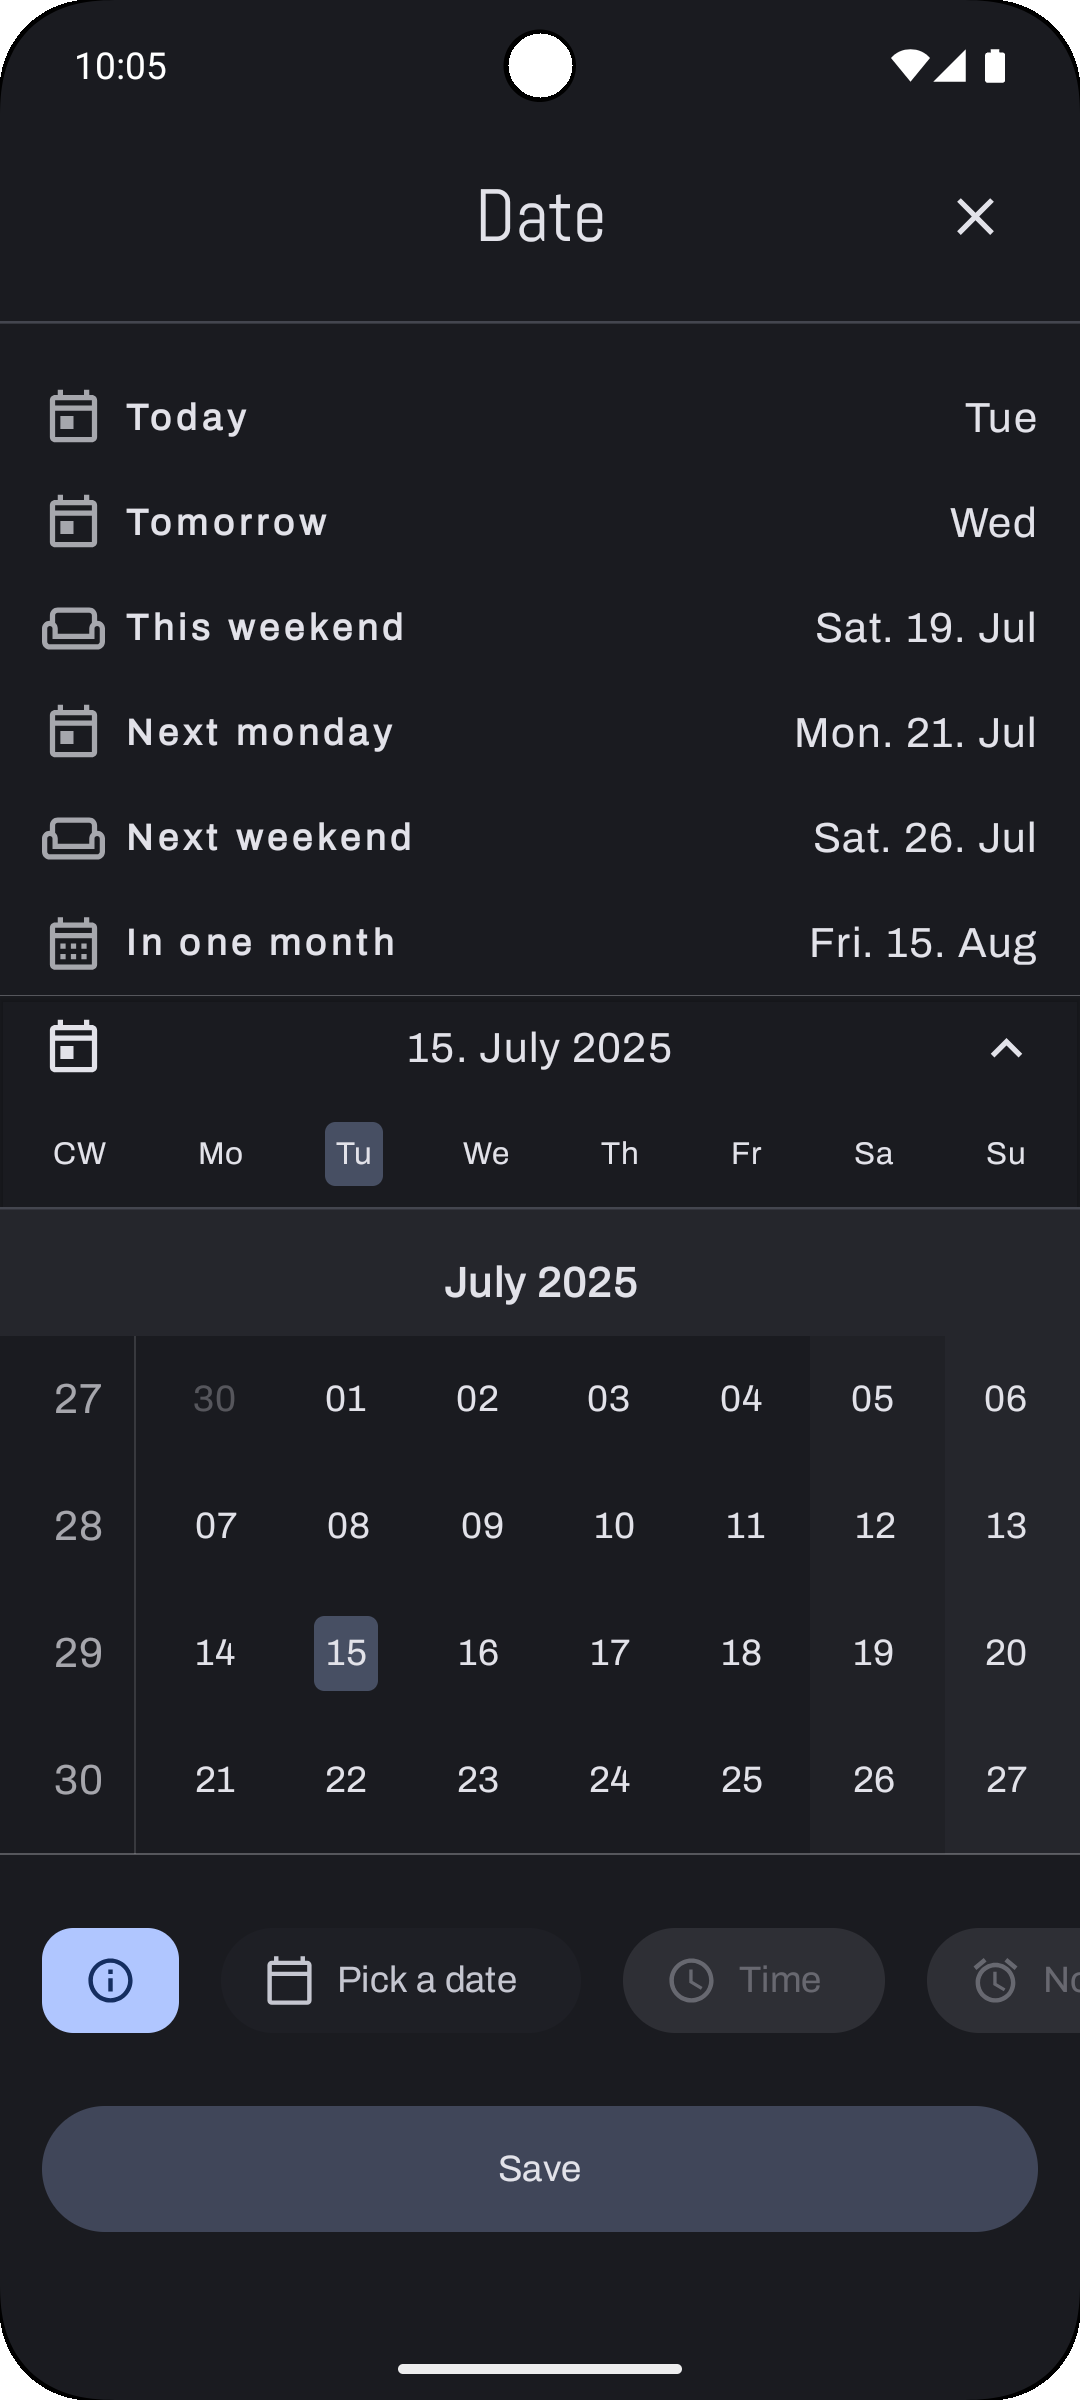 10:05
Date
Today Tue
Tomorrow Wed
This weekend Sat. 19. Jul
Next monday Mon. 21. Jul
Next weekend Sat. 26. Jul
In one month Fri. 15. Aug
15. July 2025
CW Mo Tu We Th Fr Sa Su
July 2025
27 30 01 02 03 04 05 06
28 07 08 09 10 11 12 13
29 14 15 16 17 18 19 20
30 21 22 23 24 25 26 27
Pick a date Time
Save